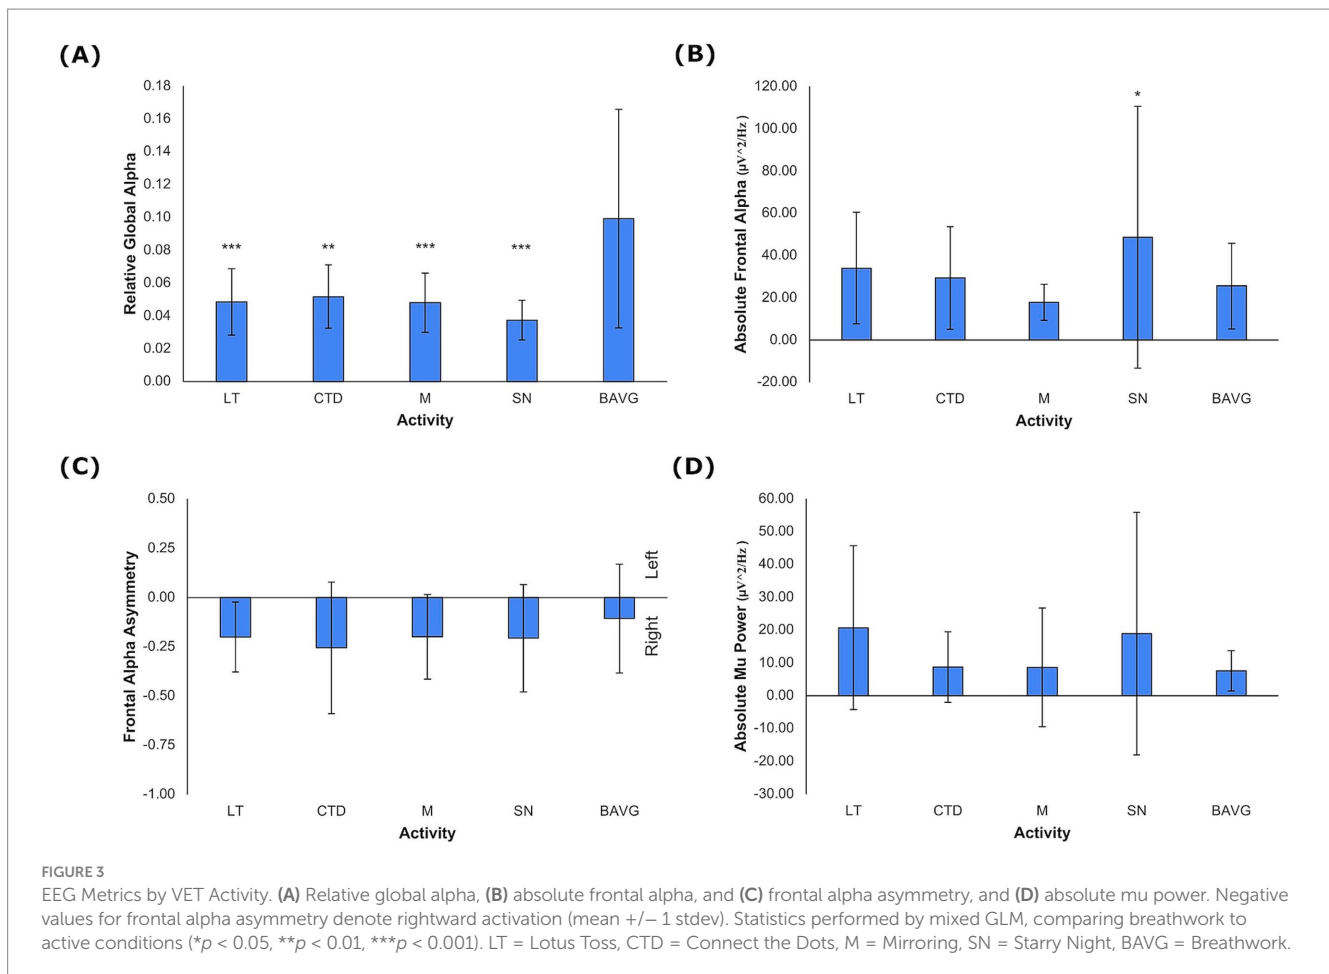 (A)
Relative Global Alpha
0.18
0.16
0.14
0.12
0.10
0.08
0.06
0.04
0.02
0.00
***
**
***
***
LT CTD M SN BAVG
Activity
(B)
Absolute Frontal Alpha (µV^2/Hz)
120.00
100.00
80.00
60.00
40.00
20.00
0.00
-20.00
*
LT CTD M SN BAVG
Activity
(C)
Frontal Alpha Asymmetry
0.50
0.25
0.00
-0.25
-0.50
-0.75
-1.00
Left
Right
LT CTD M SN BAVG
Activity
(D)
Absolute Mu Power (µV^2/Hz )
60.00
50.00
40.00
30.00
20.00
10.00
0.00
-10.00
-20.00
-30.00
LT CTD M SN BAVG
Activity
FIGURE 3
EEG Metrics by VET Activity. (A) Relative global alpha, (B) absolute frontal alpha, and (C) frontal alpha asymmetry, and (D) absolute mu power. Negative
values for frontal alpha asymmetry denote rightward activation (mean +/− 1 stdev). Statistics performed by mixed GLM, comparing breathwork to
active conditions (*p < 0.05, **p < 0.01, ***p < 0.001). LT = Lotus Toss, CTD = Connect the Dots, M = Mirroring, SN = Starry Night, BAVG = Breathwork.